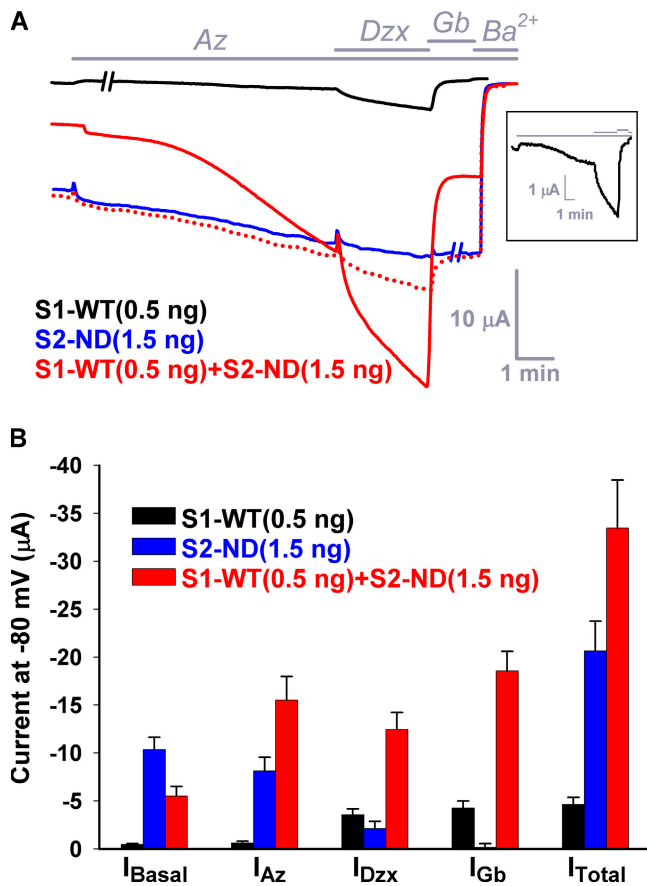 A
Az Dzx Gb Ba2+
1 μA
1 min
S1-WT(0.5 ng)
S2-ND(1.5 ng)
S1-WT(0.5 ng)+S2-ND(1.5 ng)
10 μA
1 min
B
Current at -80 mV (μA)
-40
-35
-30
-25
-20
-15
-10
-5
0
S1-WT(0.5 ng)
S2-ND(1.5 ng)
S1-WT(0.5 ng)+S2-ND(1.5 ng)
IBasal IAz IDzx IGb ITotal